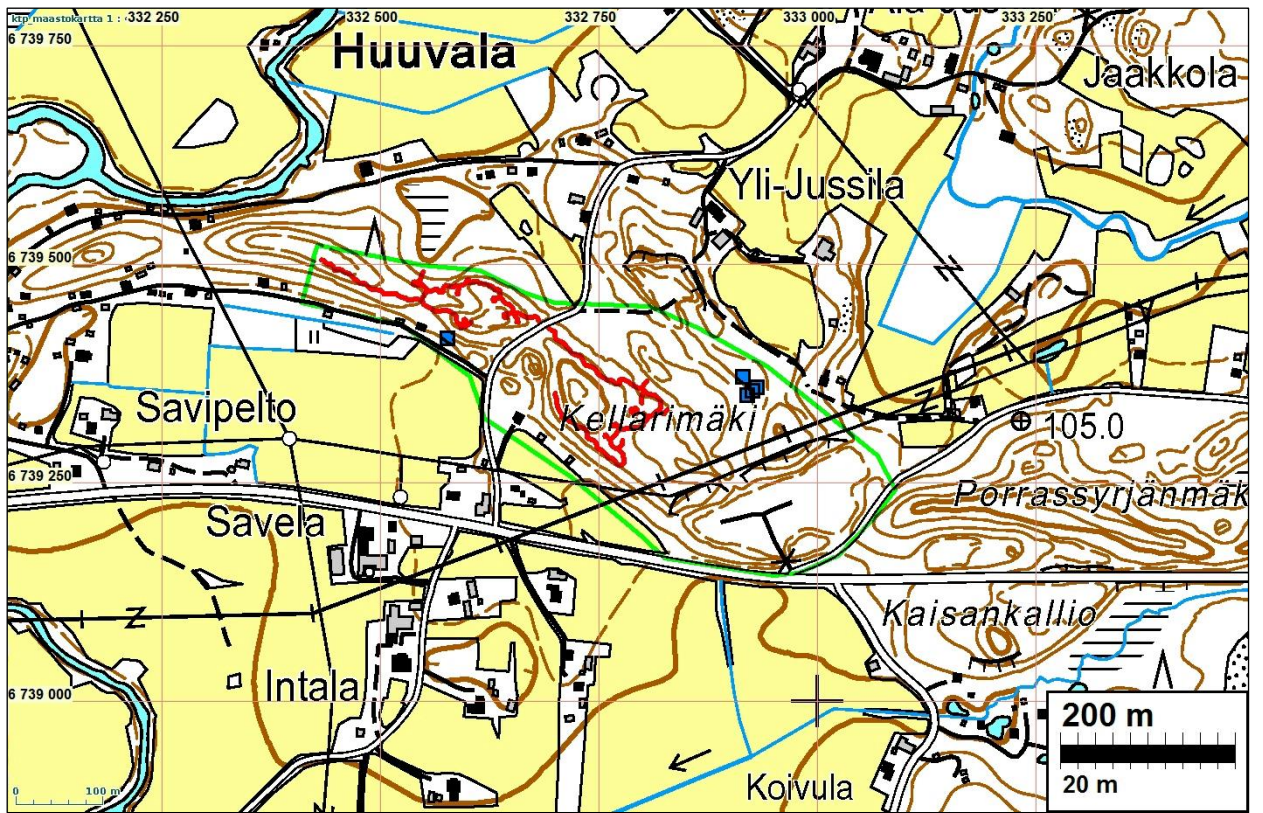 ktp_maastokartta 1 :
332 250
332 500
332 750
333 000
333 250
6 739 750
Huuvala
Jaakkola
Yli-Jussila
6 739 500
Savipelto
Kellarimäki
105.0
6 739 250
Porrassyrjänmäk
Savela
Kaisankallio
6 739 000
Intala
200 m
20 m
Koivula
0 100 m